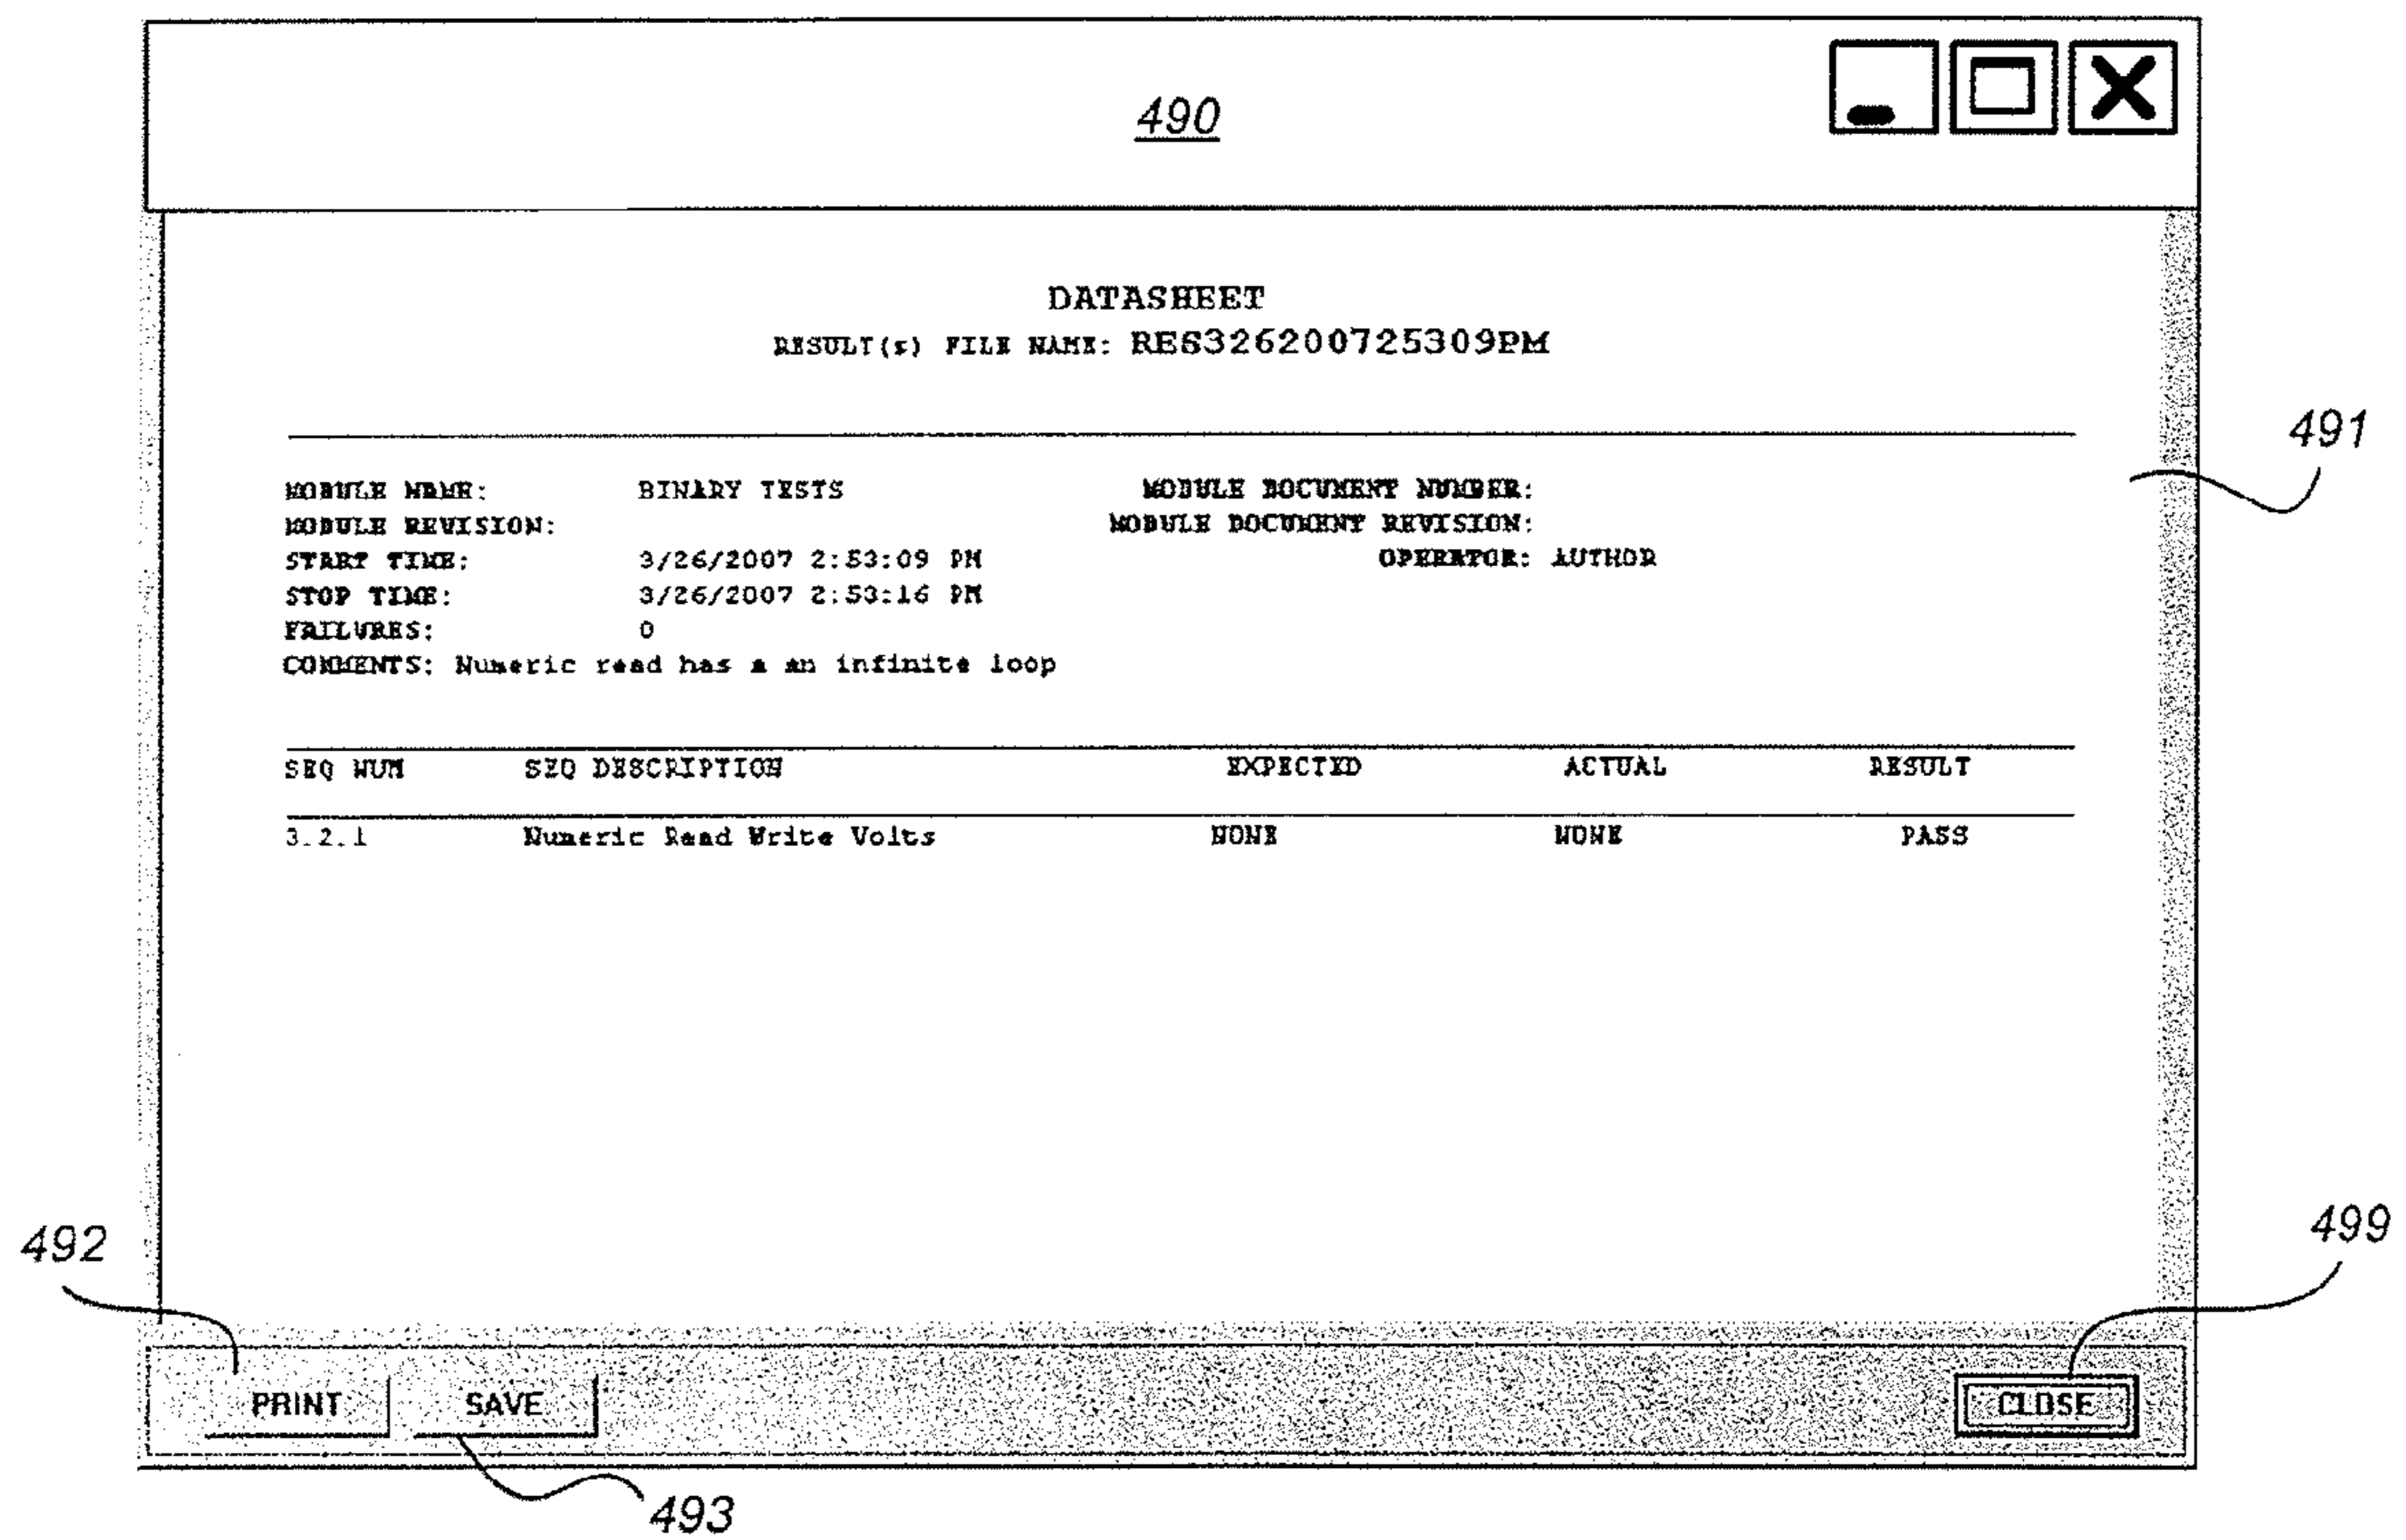 490
DATASHEET
RESULT(s) FILE NAME: RES326200725309PM
491
MODULE NAME: BINARY TESTS MODULE DOCUMENT NUMBER:
MODULE REVISION: MODULE DOCUMENT REVISION:
START TIME: 3/26/2007 2:53:09 PM OPERATOR: AUTHOR
STOP TIME: 3/26/2007 2:53:16 PM
FAILURES: 0
COMMENTS: Numeric read has a an infinite loop
SEQ NUM SEQ DESCRIPTION EXPECTED ACTUAL RESULT
3.2.1 Numeric Read Write Volts NONE NONE PASS
492
499
PRINT SAVE CLOSE
493